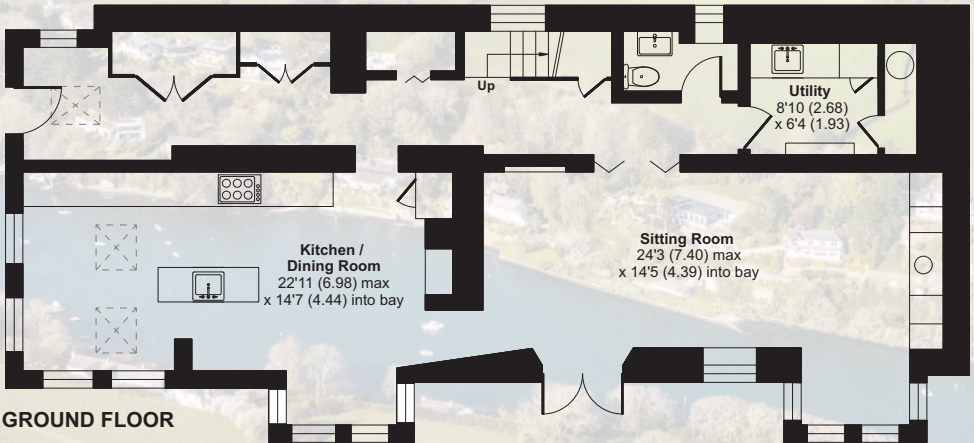 Up
Utility
8'10 (2.68)
x 6'4 (1.93)
Kitchen /
Dining Room
22'11 (6.98) max
x 14'7 (4.44) into bay
Sitting Room
24'3 (7.40) max
x 14'5 (4.39) into bay
GROUND FLOOR